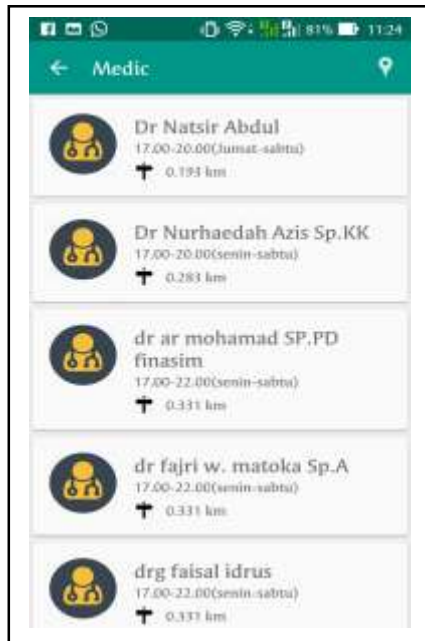 81% 11:24
Medic
Dr Natsir Abdul
17.00-20.00(Jumat-sabtu)
0.193 km
Dr Nurhaedah Azis Sp.KK
17.00-20.00(senin-sabtu)
0.283 km
dr ar mohamad SP.PD
finasim
17.00-22.00(senin-sabtu)
0.331 km
dr fajri w. matoka Sp.A
17.00-22.00(senin-sabtu)
0.331 km
drg faisal idrus
17.00-22.00(senin-sabtu)
0.331 km